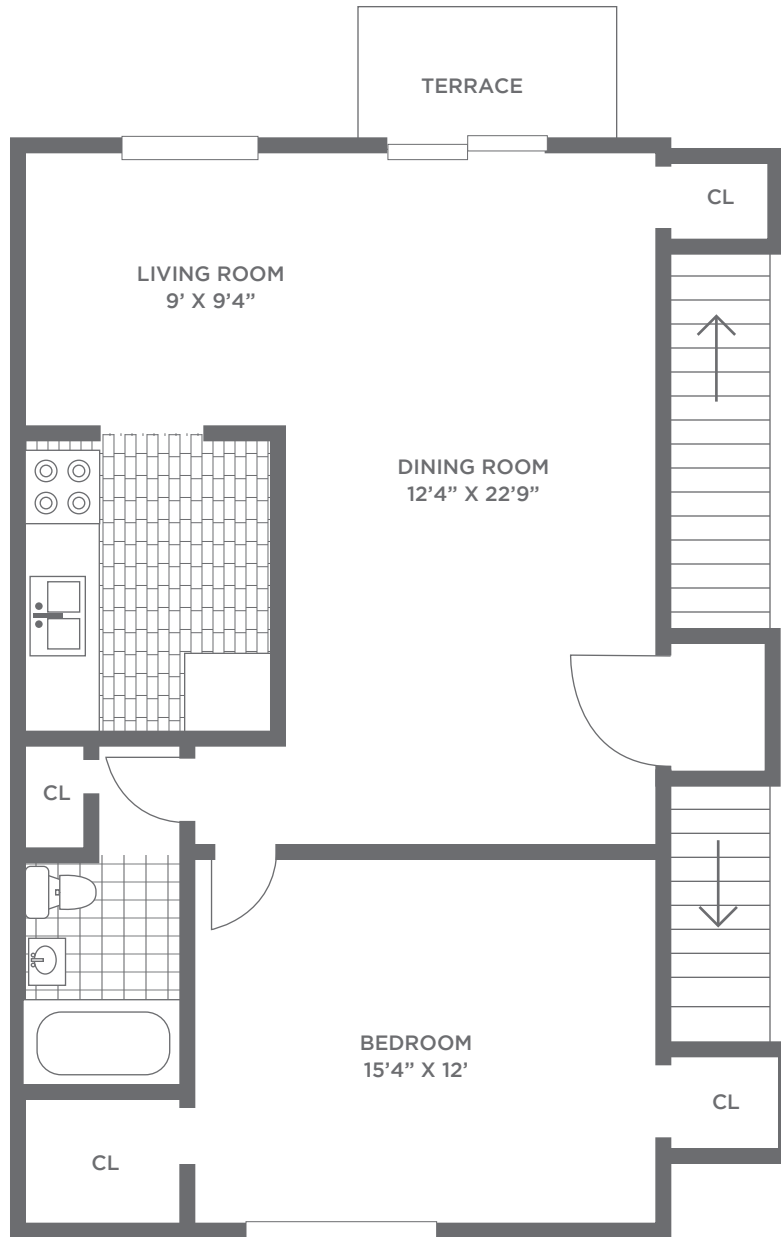 TERRACE
CL
LIVING ROOM
9’ X 9’4”
DINING ROOM
12’4” X 22’9”
CL
BEDROOM
15’4” X 12’
CL
CL